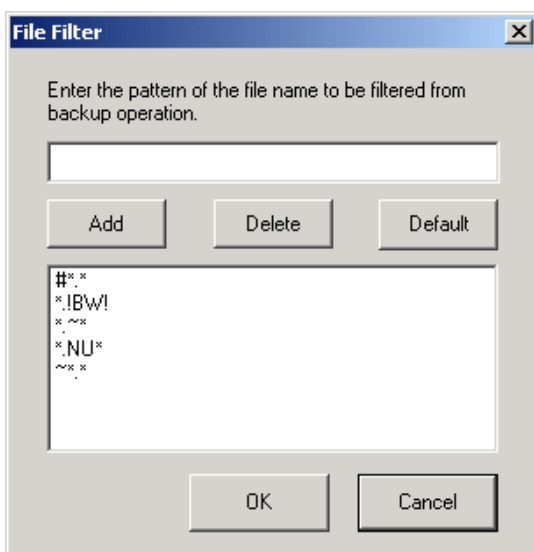 File Filter
Enter the pattern of the file name to be filtered from
backup operation.
Add Delete Default
#*.*
*.!BW!
*.~*
*.NU*
~*.*
OK Cancel